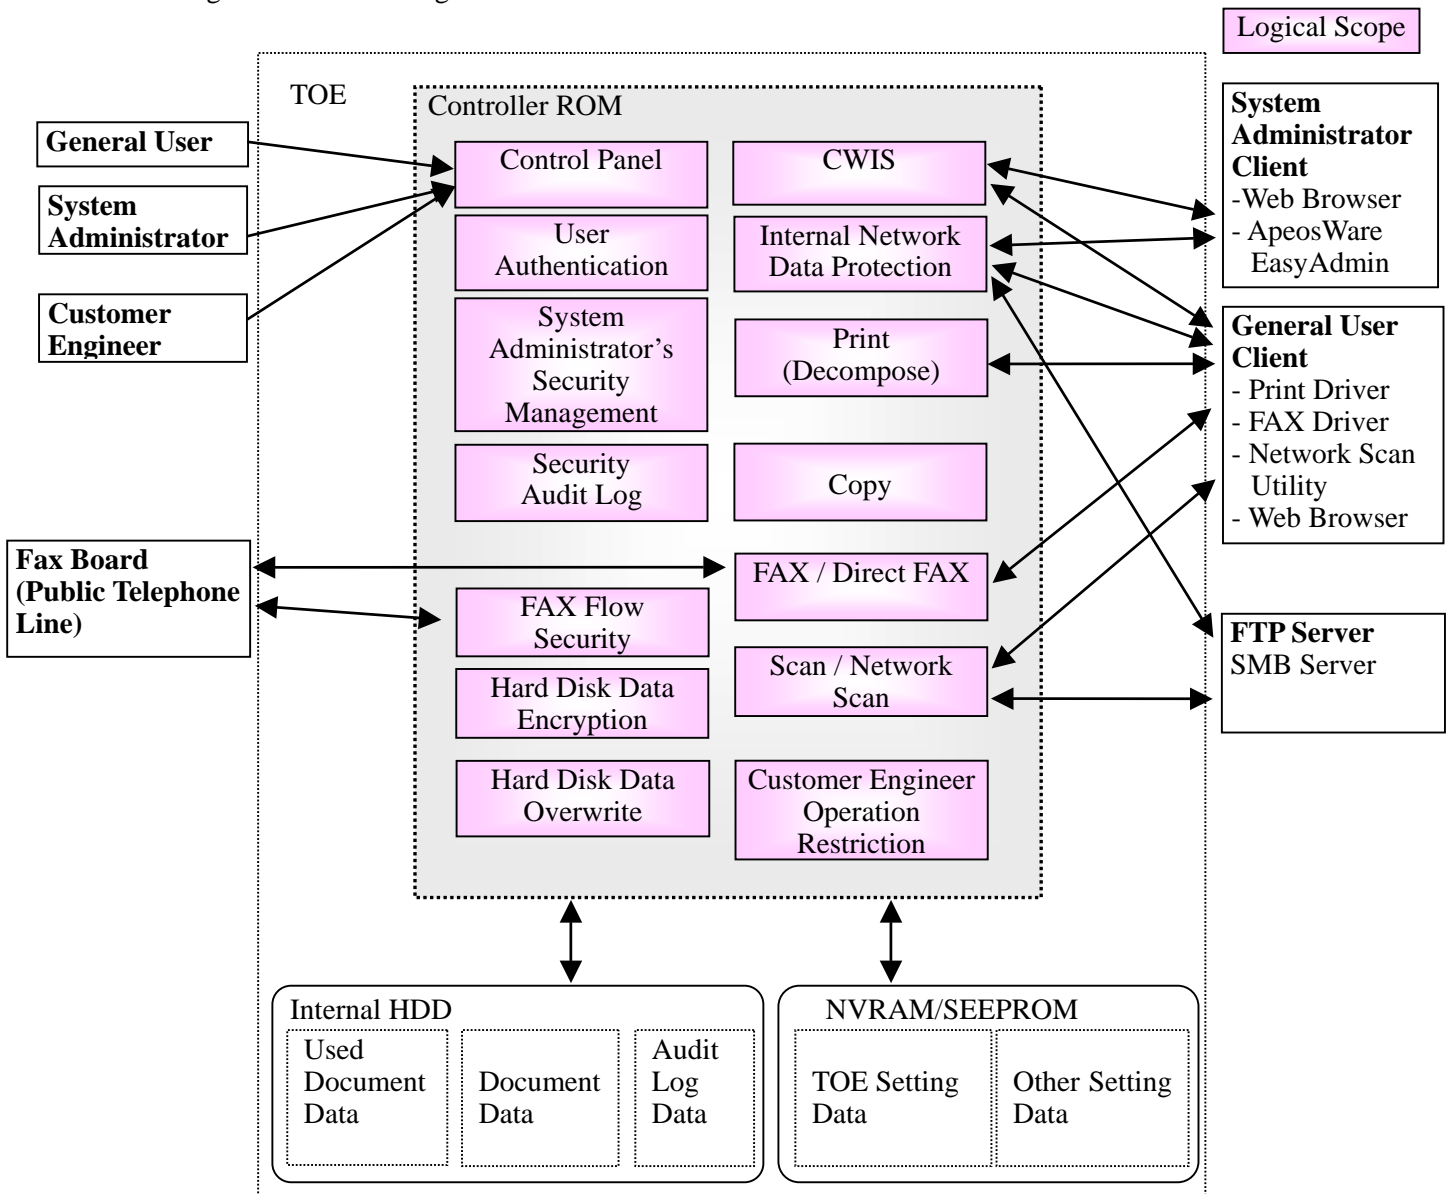 Logical Scope
TOE
Controller ROM
General User
System
Administrator
Customer
Engineer
Fax Board
(Public Telephone
Line)
Control Panel
User
Authentication
System
Administrator’s
Security
Management
Security
Audit Log
FAX Flow
Security
Hard Disk Data
Encryption
Hard Disk Data
Overwrite
CWIS
Internal Network
Data Protection
Print
(Decompose)
Copy
FAX / Direct FAX
Scan / Network
Scan
Customer Engineer
Operation
Restriction
System
Administrator
Client
-Web Browser
- ApeosWare
EasyAdmin
General User
Client
- Print Driver
- FAX Driver
- Network Scan
Utility
- Web Browser
FTP Server
SMB Server
Internal HDD
Used
Document
Data
Document
Data
Audit
Log
Data
NVRAM/SEEPROM
TOE Setting
Data
Other Setting
Data